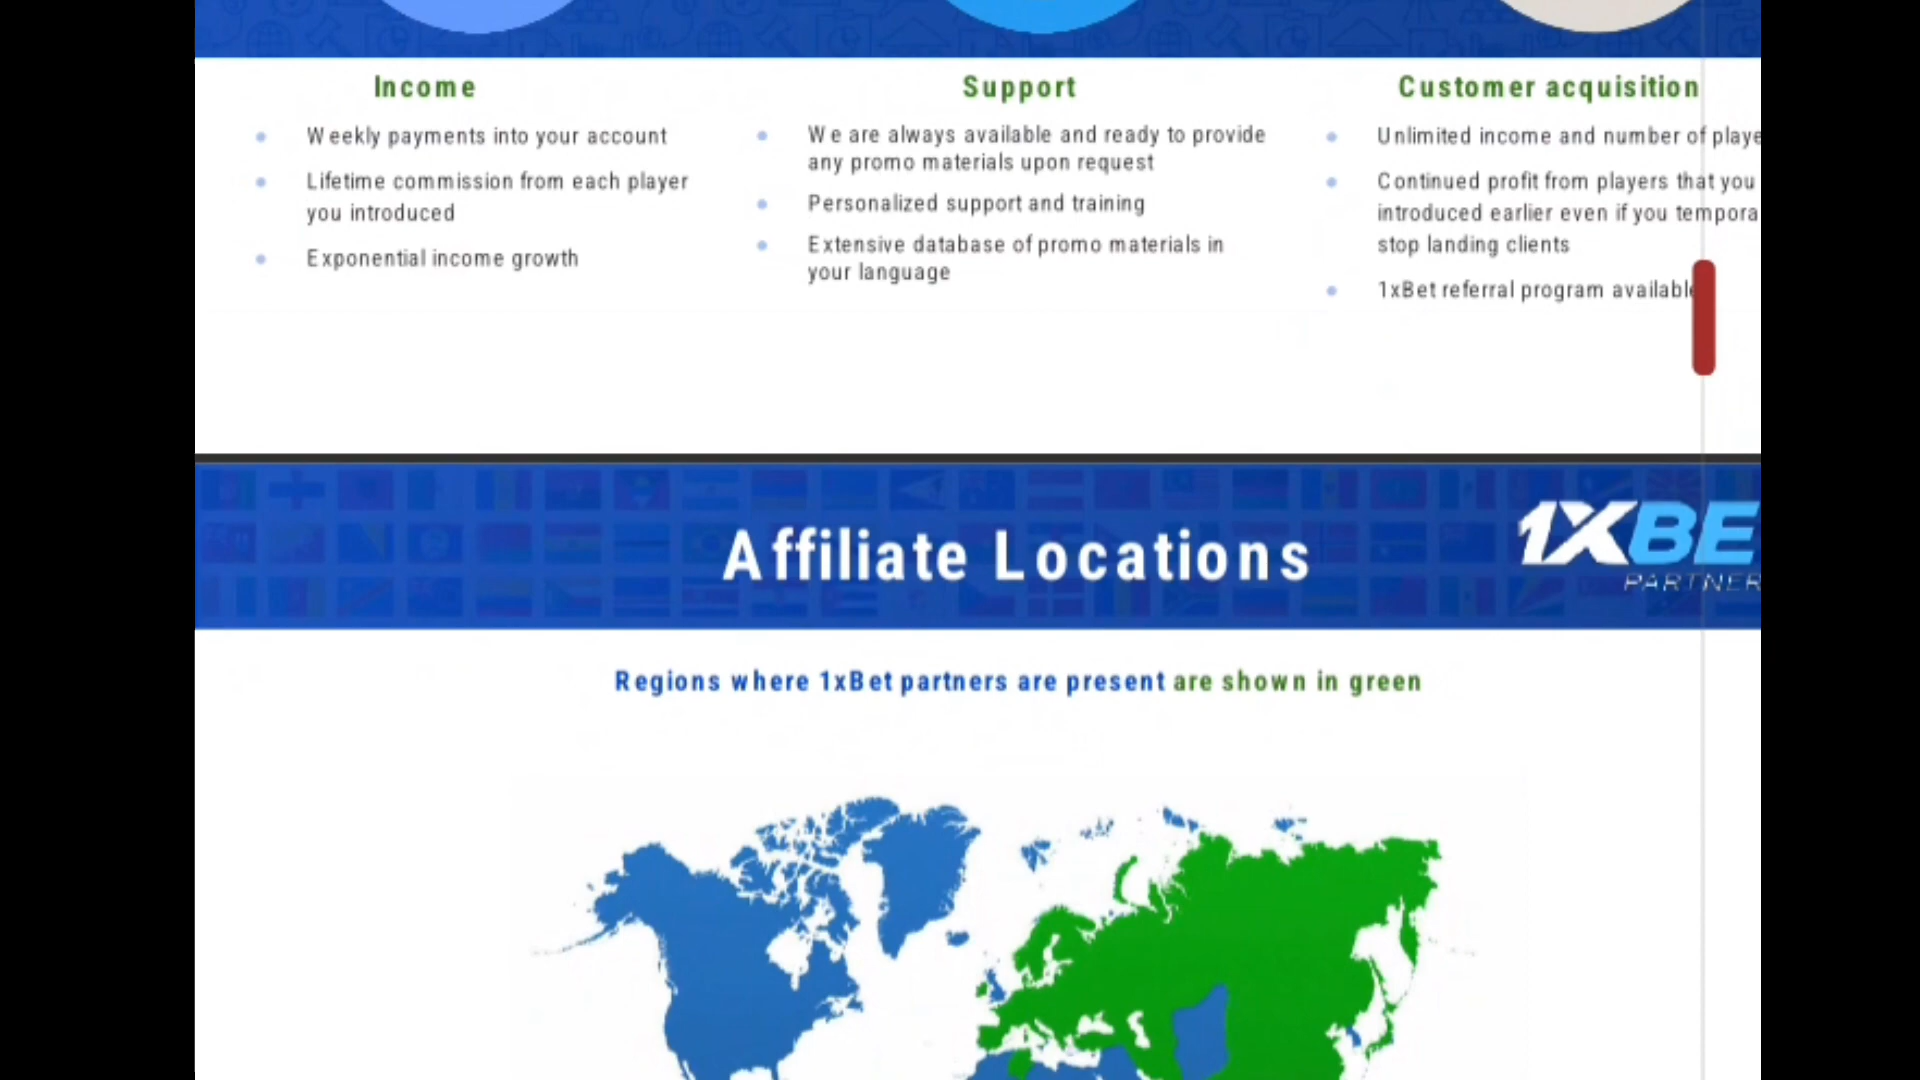 Income
Weekly payments into your account
Lifetime commission from each player
you introduced
Exponential income growth
Support
We are always available and ready to provide
any promo materials upon request
Personalized support and training
Extensive database of promo materials in
your language
Customer acquisition
Unlimited income and number of playe
Continued profit from players that you
introduced earlier even if you tempora
stop landing clients
1xBet referral program available
Affiliate Locations
1XBE
PARTNER
Regions where 1xBet partners are present are shown in green